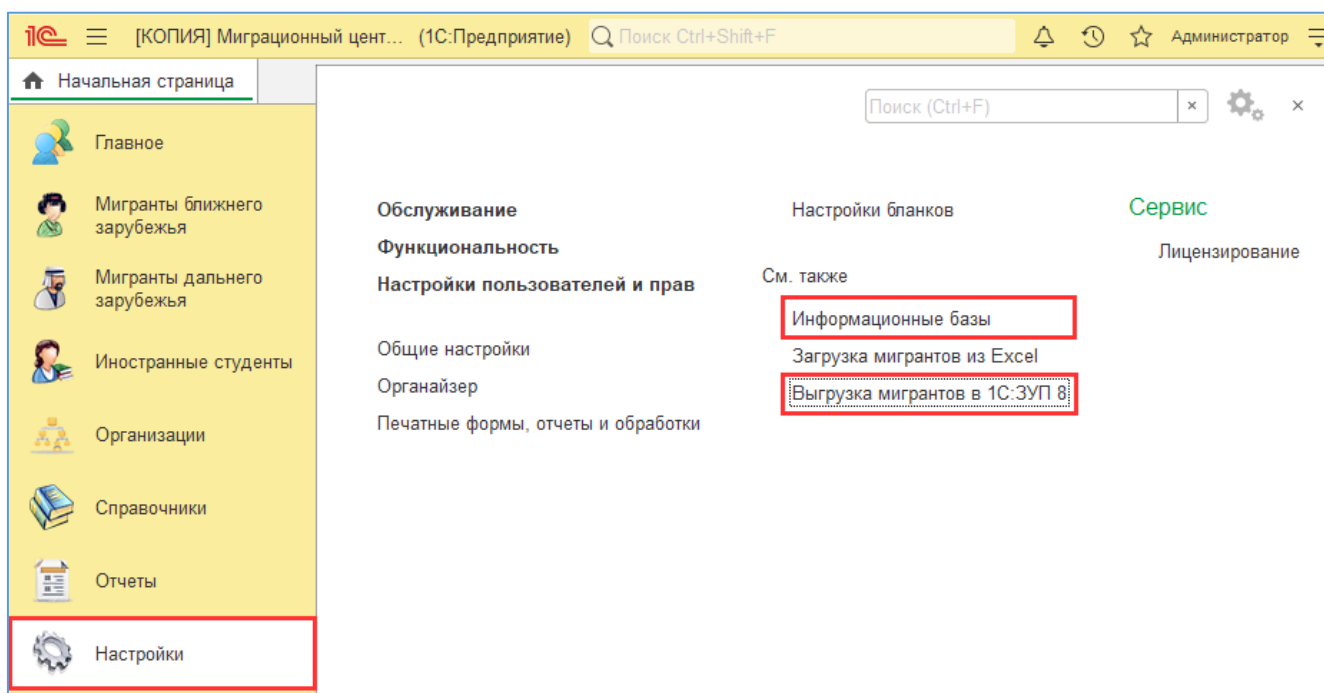 1С [КОПИЯ] Миграционный цент... (1С:Предприятие) Поиск Ctrl+Shift+F Администратор
Начальная страница
Поиск (Ctrl+F) × ×
Главное
Мигранты ближнего
зарубежья
Мигранты дальнего
зарубежья
Иностранные студенты
Организации
Справочники
Отчеты
Настройки
Обслуживание
Функциональность
Настройки пользователей и прав
Общие настройки
Органайзер
Печатные формы, отчеты и обработки
Настройки бланков
См. также
Информационные базы
Загрузка мигрантов из Excel
Выгрузка мигрантов в 1С:ЗУП 8
Сервис
Лицензирование